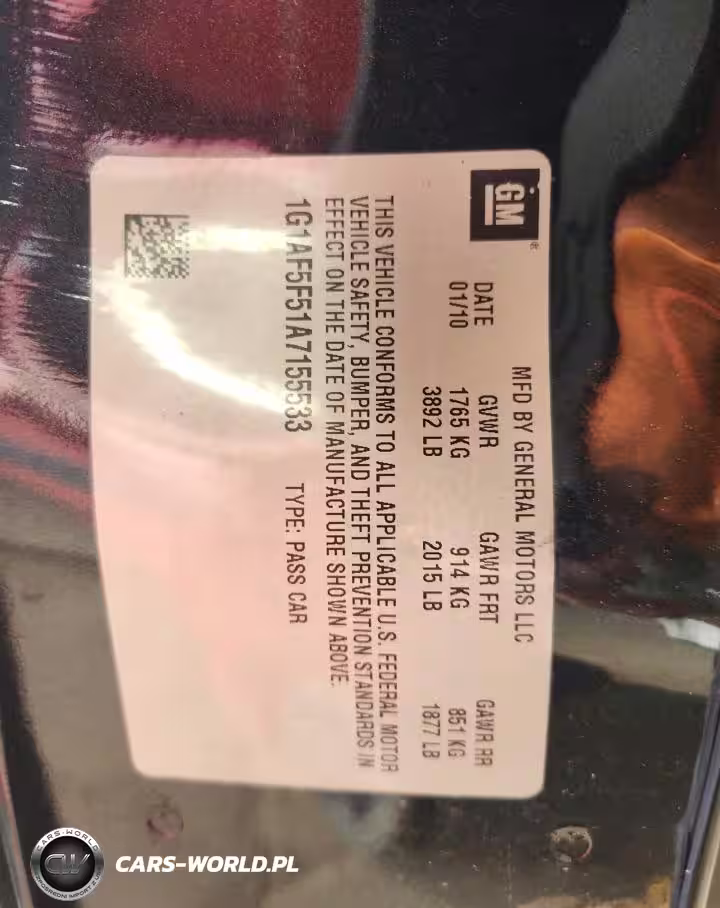 GM®
MFD BY GENERAL MOTORS LLC
DATE GVWR GAWR FRT GAWR RR
01/10 1765 KG 914 KG 851 KG
3892 LB 2015 LB 1877 LB
THIS VEHICLE CONFORMS TO ALL APPLICABLE U.S. FEDERAL MOTOR
VEHICLE SAFETY, BUMPER, AND THEFT PREVENTION STANDARDS IN
EFFECT ON THE DATE OF MANUFACTURE SHOWN ABOVE.
1G1AF5F51A7155533 TYPE: PASS CAR
CARS-WORLD
CW
CARS-WORLD.PL